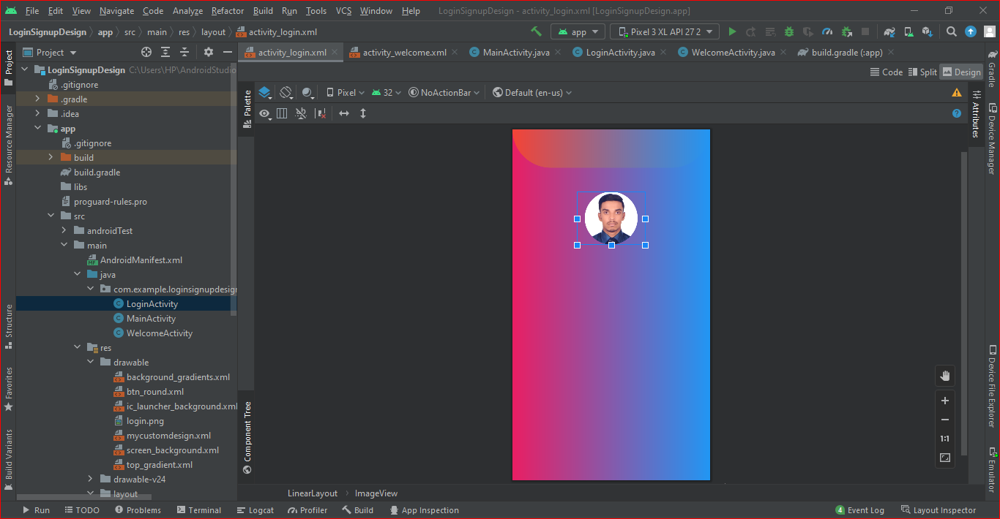 File Edit View Navigate Code Analyze Refactor Build Run Tools VCS Window Help LoginSignupDesign - activity_login.xml [LoginSignupDesign.app]
LoginSignupDesign app src main res layout activity_login.xml app Pixel 3 XL API 27 2
Project activity_login.xml activity_welcome.xml MainActivity.java LoginActivity.java WelcomeActivity.java build.gradle (:app)
Code Split Design
Pixel 32 NoActionBar Default (en-us)
LoginSignupDesign C:\Users\HP\AndroidStudio
.gitignore
.gradle
.idea
app
.gitignore
build
build.gradle
libs
proguard-rules.pro
src
androidTest
main
MF
AndroidManifest.xml
java
com.example.loginsignupdesign
C LoginActivity
C MainActivity
C WelcomeActivity
res
drawable
background_gradients.xml
btn_round.xml
ic_launcher_background.xml
login.png
mycustomdesign.xml
screen_background.xml
top_gradient.xml
drawable-v24
layout
Project
Resource Manager
Structure
Favorites
Build Variants
Palette
Component Tree
Attributes
Gradle
Device Manager
Device File Explorer
Emulator
1:1
LinearLayout ImageView
Run TODO Problems Terminal Logcat Profiler Build App Inspection 4 Event Log Layout Inspector